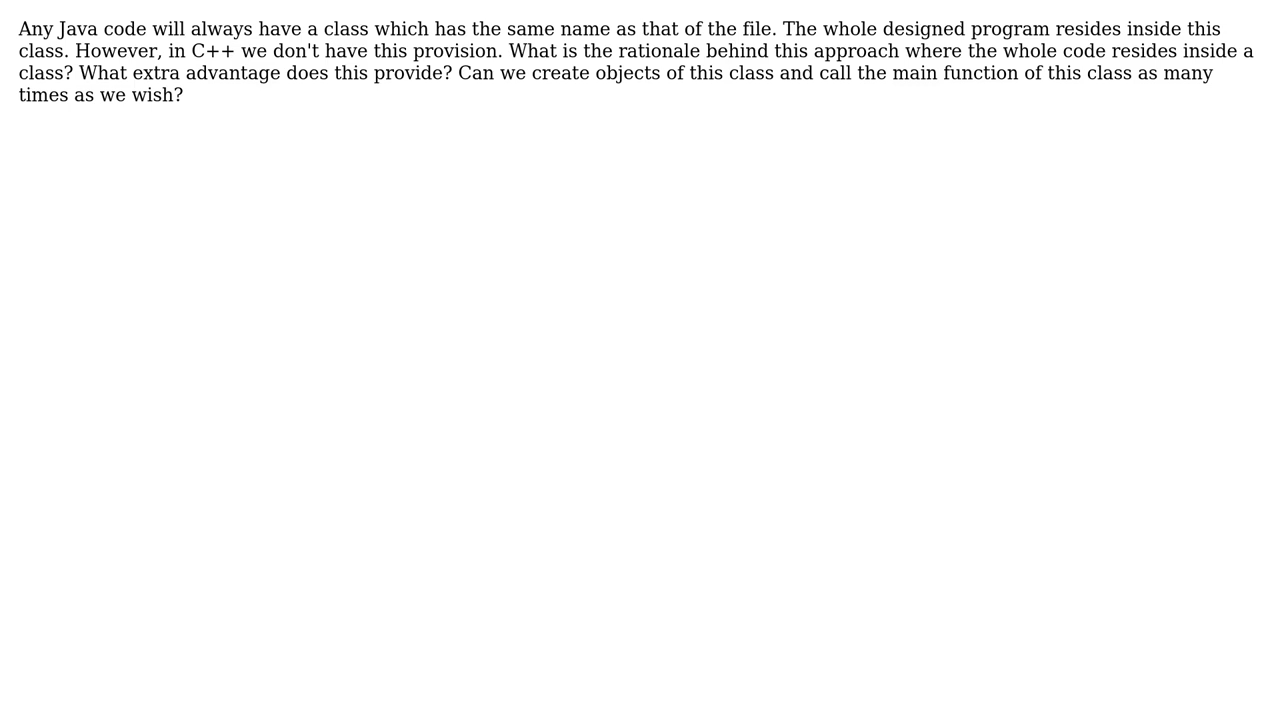 Any Java code will always have a class which has the same name as that of the file. The whole designed program resides inside this
class. However, in C++ we don't have this provision. What is the rationale behind this approach where the whole code resides inside a
class? What extra advantage does this provide? Can we create objects of this class and call the main function of this class as many
times as we wish?